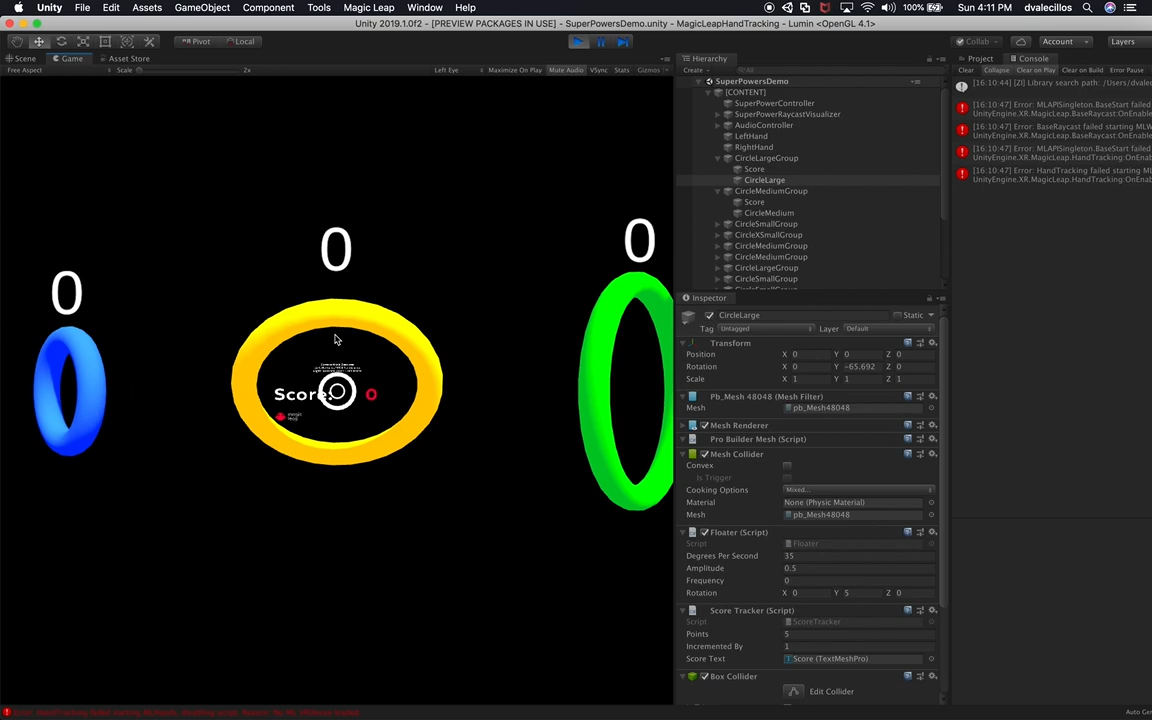 Unity File Edit Assets GameObject Component Tools Magic Leap Window Help 100% Sun 4:11 PM dvalecillos
Unity 2019.1.0f2 - [PREVIEW PACKAGES IN USE] - SuperPowersDemo.unity - MagicLeapHandTracking - Lumin <OpenGL 4.1>
Pivot Local Collab Account Layers
Scene Game Asset Store
Free Aspect Scale 2x Left Eye Maximize On Play Mute Audio VSync Stats Gizmos
0
0
0
Score: 0
magic
leap
Hierarchy
Create All
SuperPowersDemo
[CONTENT]
SuperPowerController
SuperPowerRaycastVisualizer
AudioController
LeftHand
RightHand
CircleLargeGroup
Score
CircleLarge
CircleMediumGroup
Score
CircleMedium
CircleSmallGroup
CircleXSmallGroup
CircleMediumGroup
CircleMediumGroup
CircleLargeGroup
CircleSmallGroup
Inspector
CircleLarge Static
Tag Untagged Layer Default
Transform
Position X 0 Y 0 Z 0
Rotation X 0 Y -65.692 Z 0
Scale X 1 Y 1 Z 1
Pb_Mesh 48048 (Mesh Filter)
Mesh pb_Mesh48048
Mesh Renderer
Pro Builder Mesh (Script)
Mesh Collider
Convex
Is Trigger
Cooking Options Mixed...
Material None (Physic Material)
Mesh pb_Mesh48048
Floater (Script)
Script Floater
Degrees Per Second 35
Amplitude 0.5
Frequency 0
Rotation X 0 Y 5 Z 0
Score Tracker (Script)
Script ScoreTracker
Points 5
Incremented By 1
Score Text Score (TextMeshPro)
Box Collider
Edit Collider
Project Console
Clear Collapse Clear on Play Clear on Build Error Pause
[16:10:44] [ZI] Library search path: /Users/dvalec
[16:10:47] Error: MLAPISingleton.BaseStart failed
UnityEngine.XR.MagicLeap.BaseRaycast:OnEnable
[16:10:47] Error: BaseRaycast failed starting MLW
UnityEngine.XR.MagicLeap.BaseRaycast:OnEnable
[16:10:47] Error: MLAPISingleton.BaseStart failed
UnityEngine.XR.MagicLeap.HandTracking:OnEnab
[16:10:47] Error: HandTracking failed starting ML
UnityEngine.XR.MagicLeap.HandTracking:OnEnab
Auto Gen